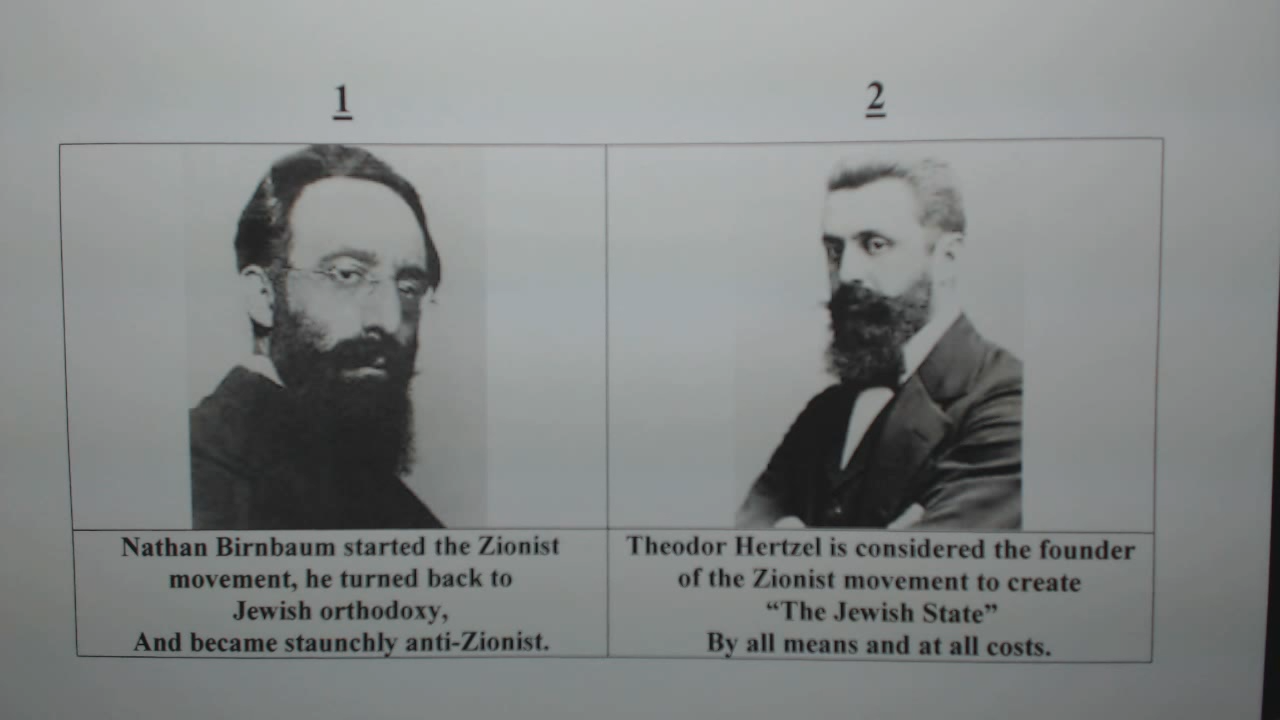 1
2
Nathan Birnbaum started the Zionist
movement, he turned back to
Jewish orthodoxy,
And became staunchly anti-Zionist.
Theodor Hertzel is considered the founder
of the Zionist movement to create
“The Jewish State”
By all means and at all costs.